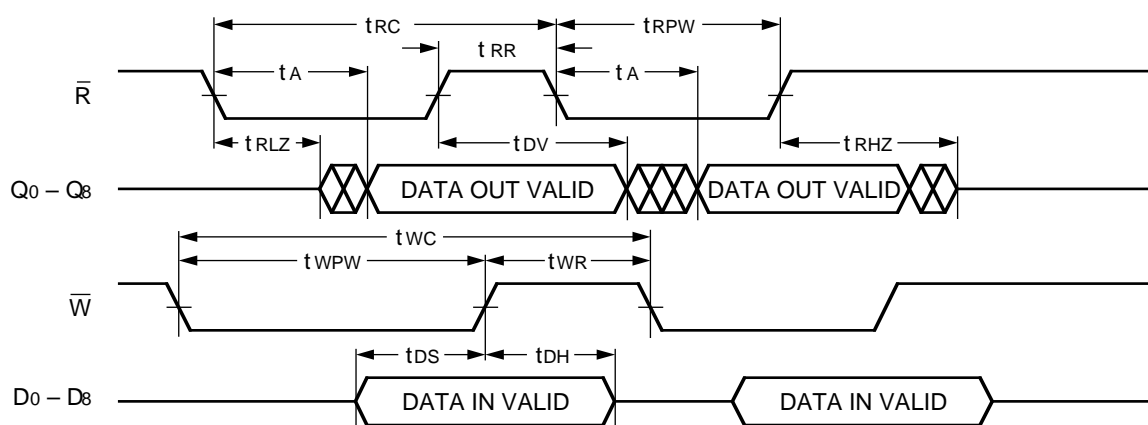 tRC tRPW
tRR
tA tA
R̅
tRLZ tDV tRHZ
Q0 – Q8 DATA OUT VALID DATA OUT VALID
tWC
tWPW tWR
W̅
tDS tDH
D0 – D8 DATA IN VALID DATA IN VALID